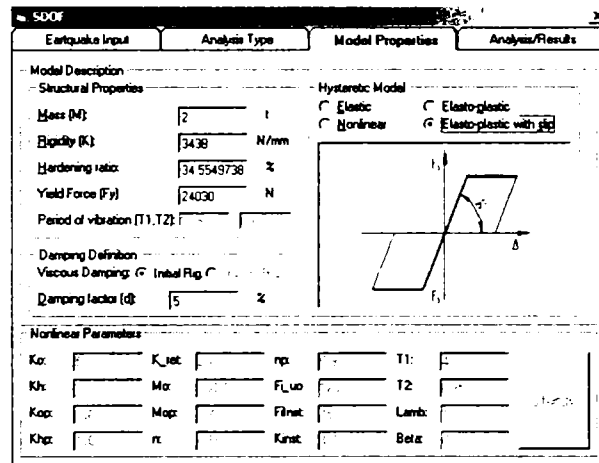 SDOF
Eartquake Input
Analysis Type
Model Properties
Analysis/Results
Model Description
Structural Properties
Mass (M): 2 t
Rigidity (K): 3438 N/mm
Hardening ratio: 34.5549738 %
Yield Force (Fy) 24030 N
Period of vibration (T1,T2):
Damping Definition
Viscous Damping: Initial Rig.
Damping factor (d): 5 %
Hysteretic Model
Elastic
Elasto-plastic
Nonlinear
Elasto-plastic with slip
Δ
Nonlinear Parameters
Ko: np: T1:
Kh: Mo: Fi_uo T2:
Kop: Mop: Lamb:
Khp: n: Kinst: Beta: